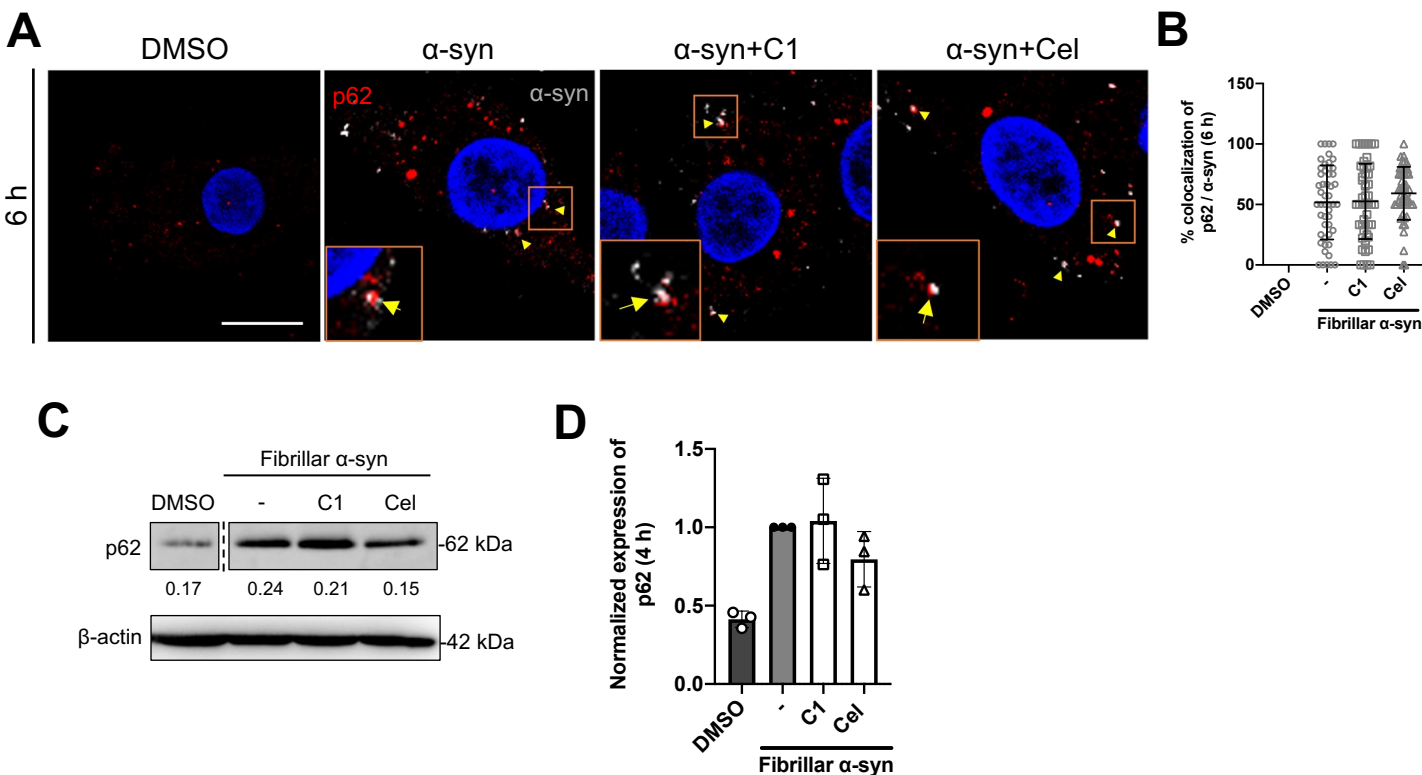 A
DMSO
α-syn
α-syn+C1
α-syn+Cel
6 h
p62
α-syn
B
% colocalization of
p62 / α-syn (6 h)
150
100
50
0
DMSO
-
C1
Cel
Fibrillar α-syn
C
Fibrillar α-syn
DMSO
-
C1
Cel
p62
-62 kDa
0.17
0.24
0.21
0.15
β-actin
-42 kDa
D
Normalized expression of
p62 (4 h)
1.5
1.0
0.5
0.0
DMSO
-
C1
Cel
Fibrillar α-syn